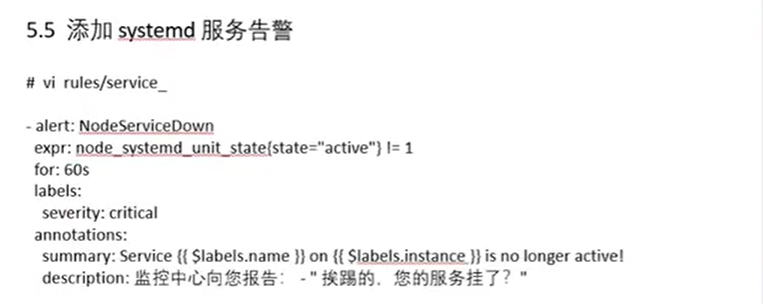 5.5 添加 systemd 服务告警
# vi rules/service_
- alert: NodeServiceDown
expr: node_systemd_unit_state{state="active"} != 1
for: 60s
labels:
severity: critical
annotations:
summary: Service {{ $labels.name }} on {{ $labels.instance }} is no longer active!
description: 监控中心向您报告： - " 挨踢的，您的服务挂了？"